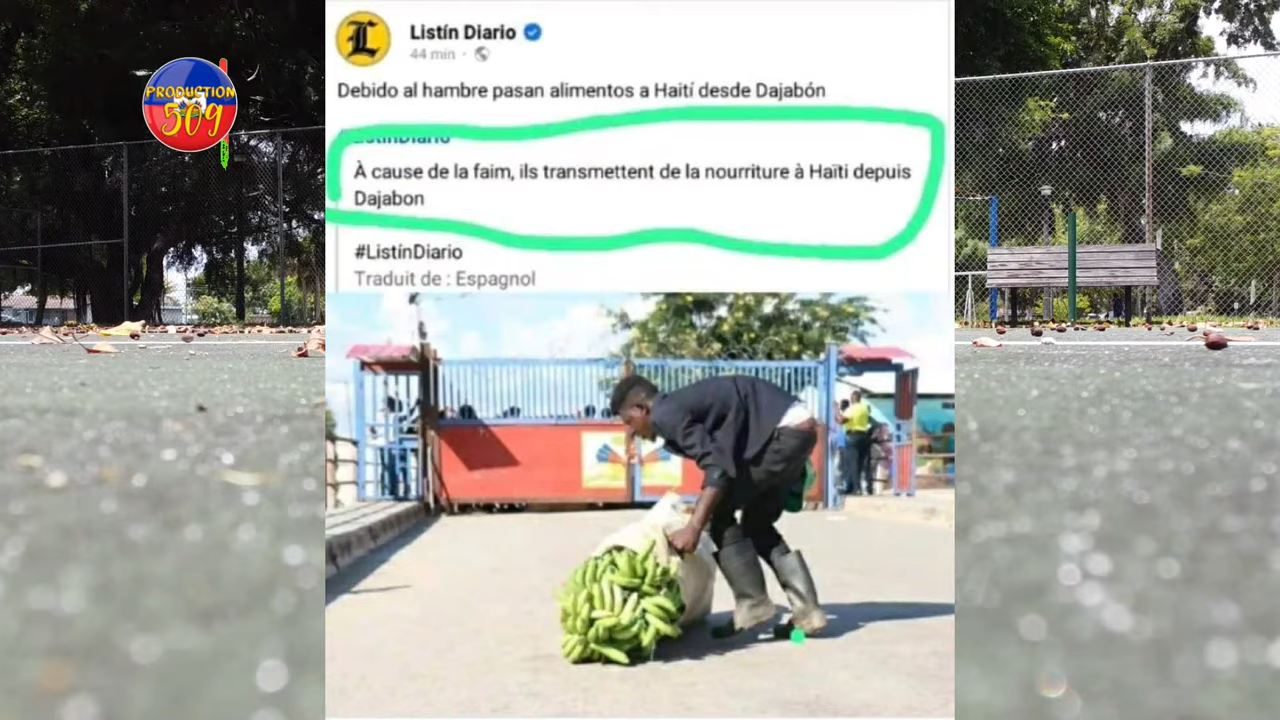 PRODUCTION
509
Listín Diario
44 min
Debido al hambre pasan alimentos a Haití desde Dajabón
À cause de la faim, ils transmettent de la nourriture à Haïti depuis
Dajabon
#ListínDiario
Traduit de : Espagnol